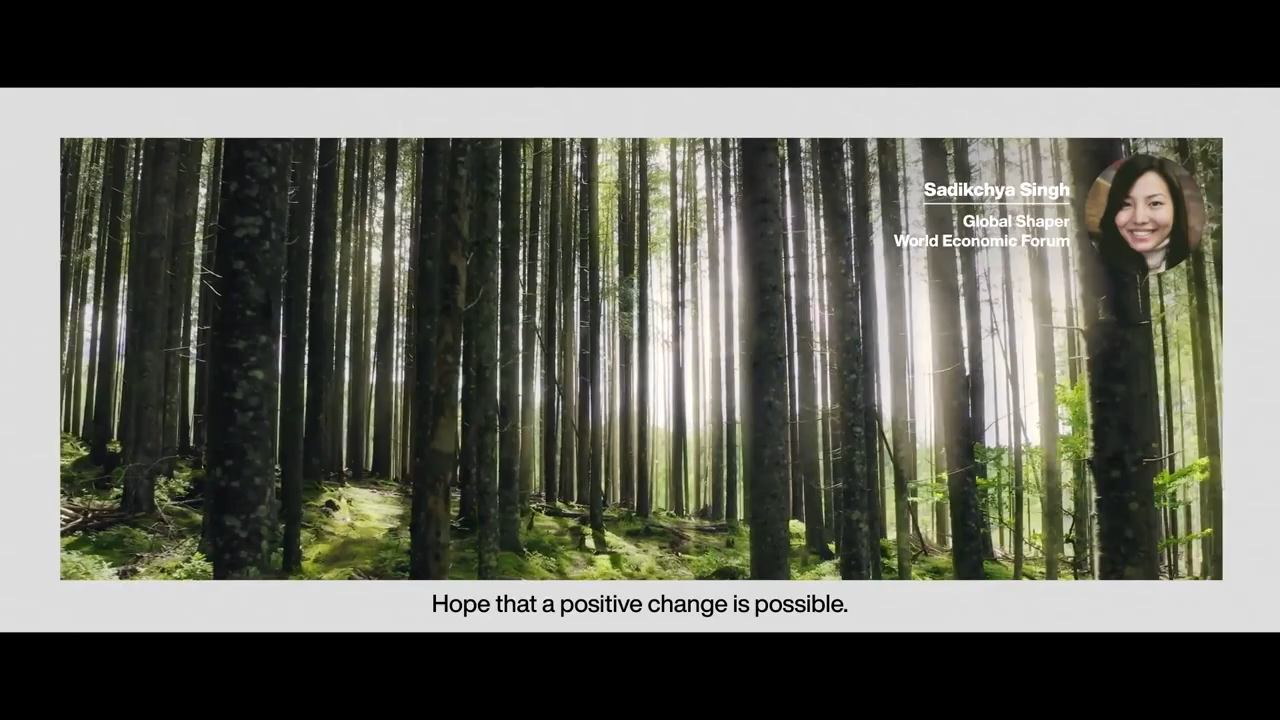 Sadikchya Singh
Global Shaper
World Economic Forum
Hope that a positive change is possible.